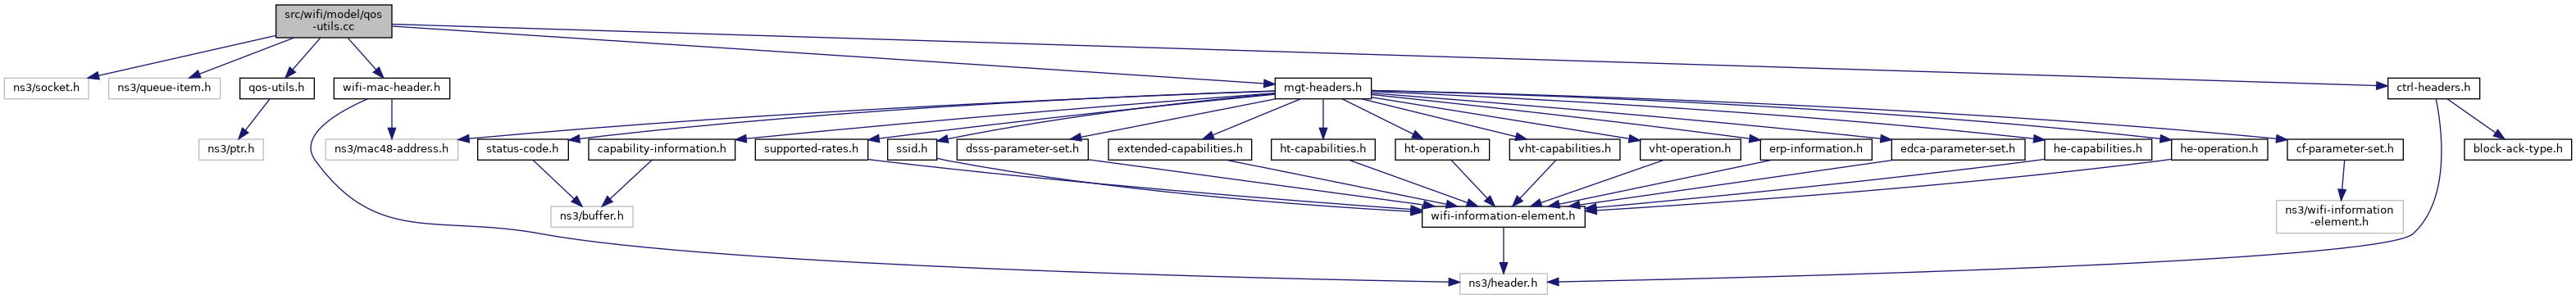 src/wifi/model/qos
-utils.cc
ns3/socket.h
ns3/queue-item.h
qos-utils.h
wifi-mac-header.h
mgt-headers.h
ctrl-headers.h
ns3/ptr.h
ns3/mac48-address.h
status-code.h
capability-information.h
supported-rates.h
ssid.h
dsss-parameter-set.h
extended-capabilities.h
ht-capabilities.h
ht-operation.h
vht-capabilities.h
vht-operation.h
erp-information.h
edca-parameter-set.h
he-capabilities.h
he-operation.h
cf-parameter-set.h
block-ack-type.h
ns3/buffer.h
wifi-information-element.h
ns3/wifi-information
-element.h
ns3/header.h